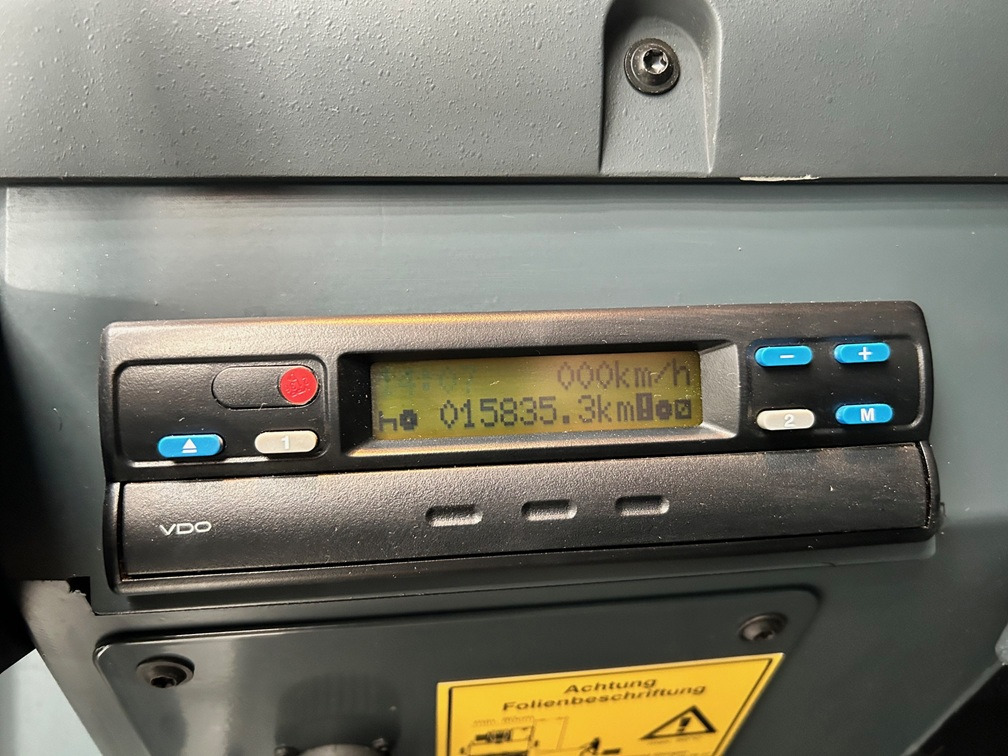 000km/h
015835.3km
1
2
M
VDO
Achtung
Folienbeschriftung